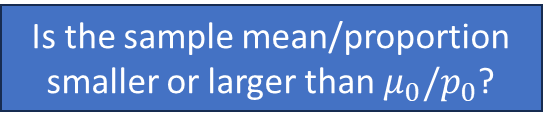 Is the sample mean/proportion
smaller or larger than μ₀/p₀?